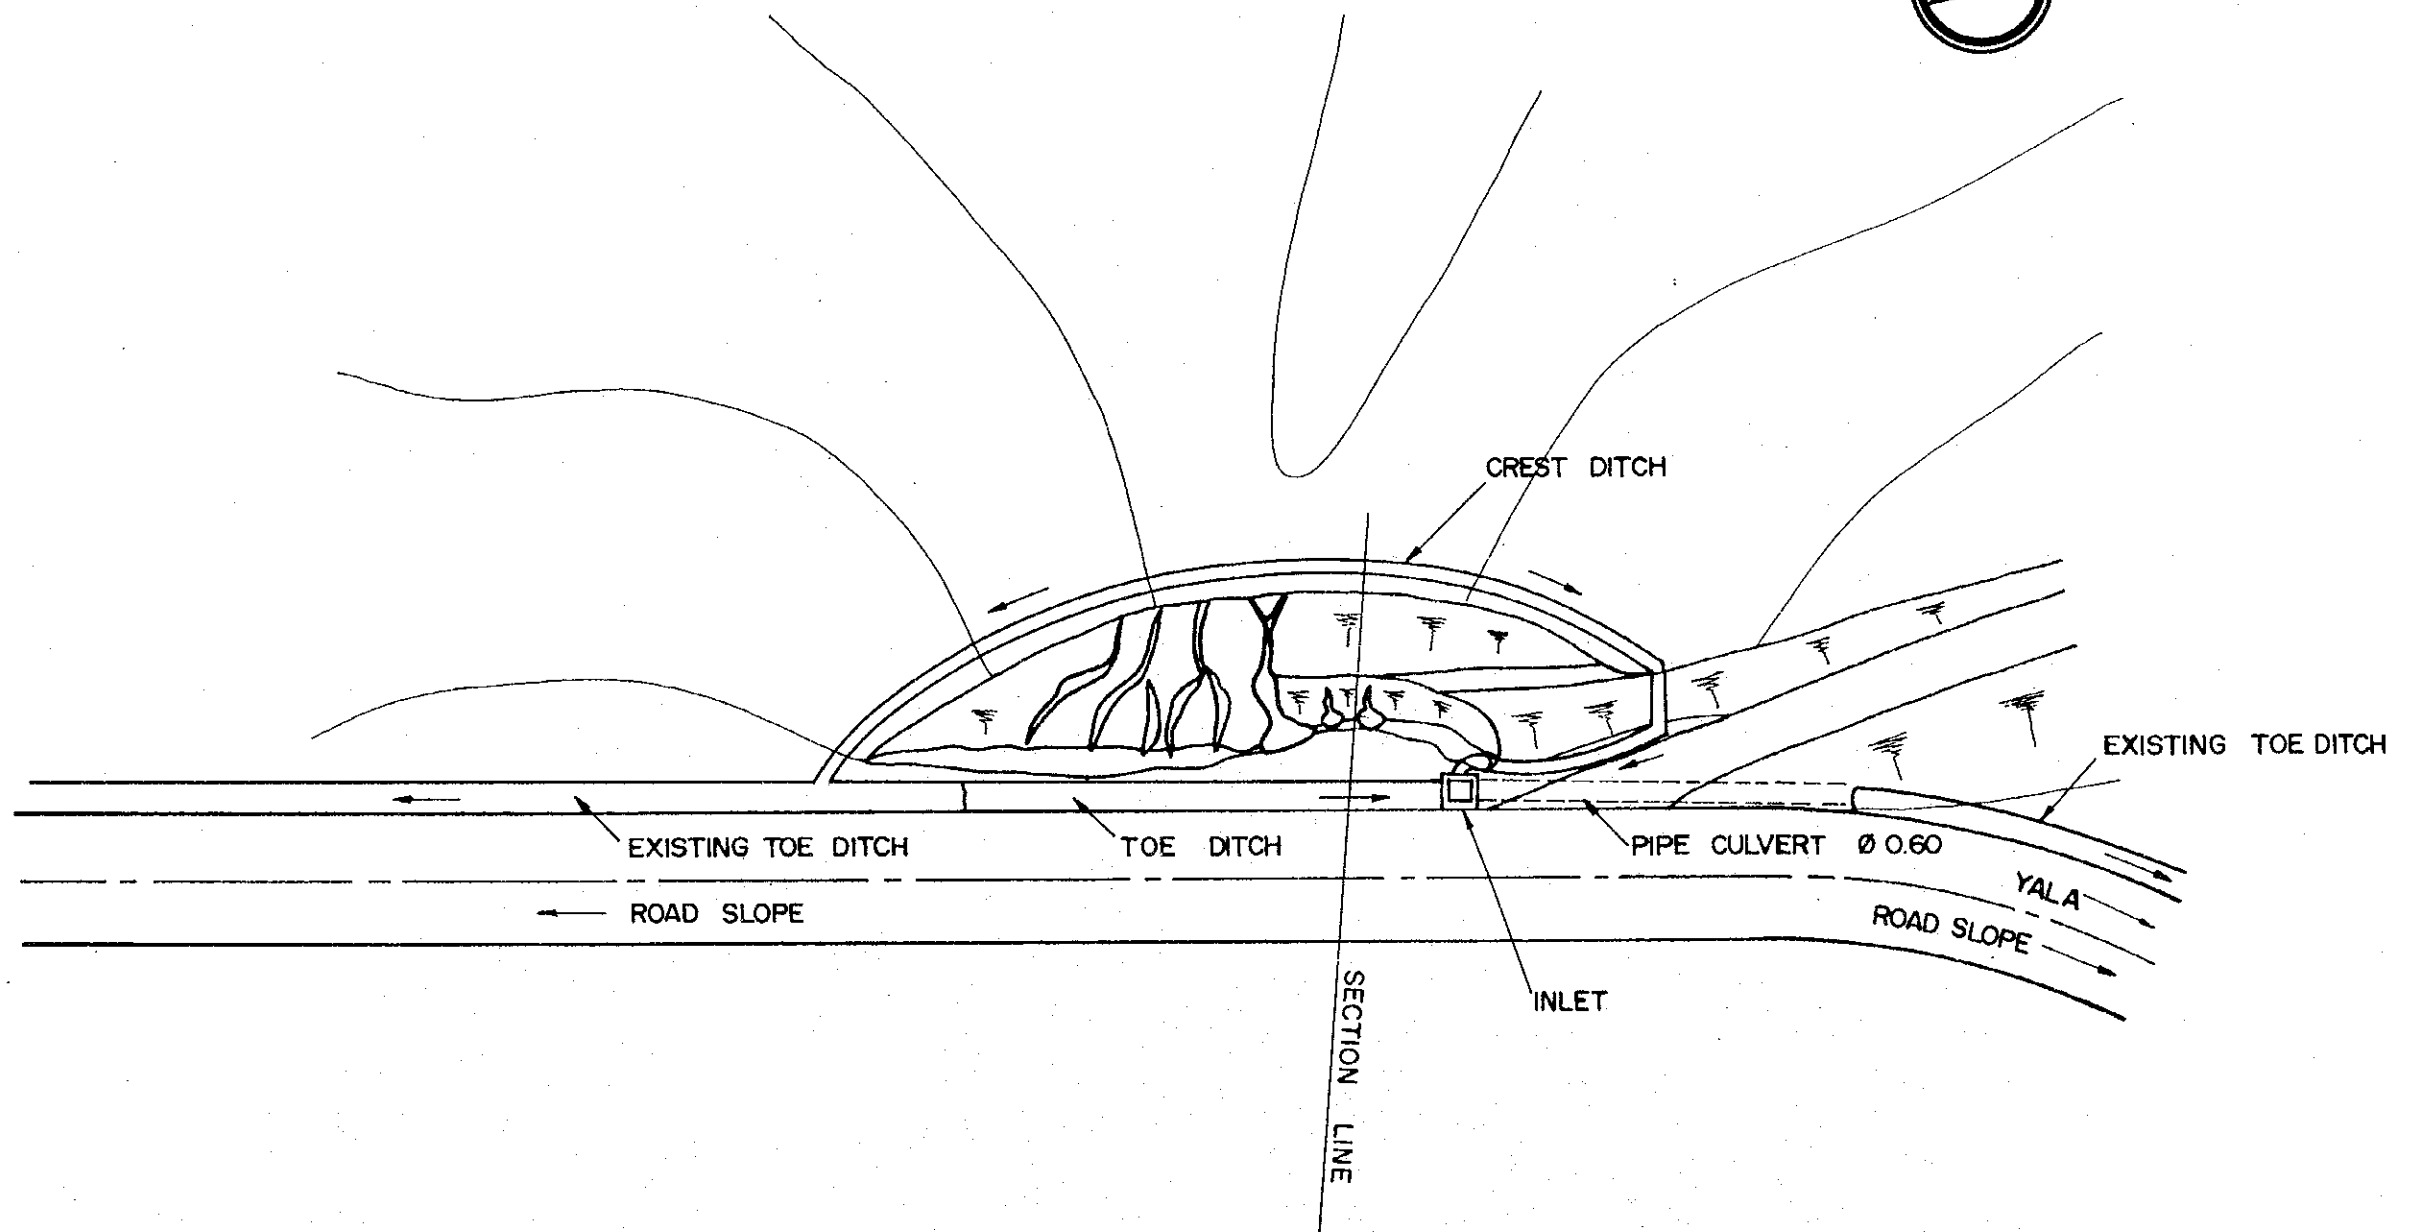 CREST DITCH
EXISTING TOE DITCH
EXISTING TOE DITCH
TOE DITCH
PIPE CULVERT Ø 0.60
YALA
ROAD SLOPE
ROAD SLOPE
INLET
SECTION LINE